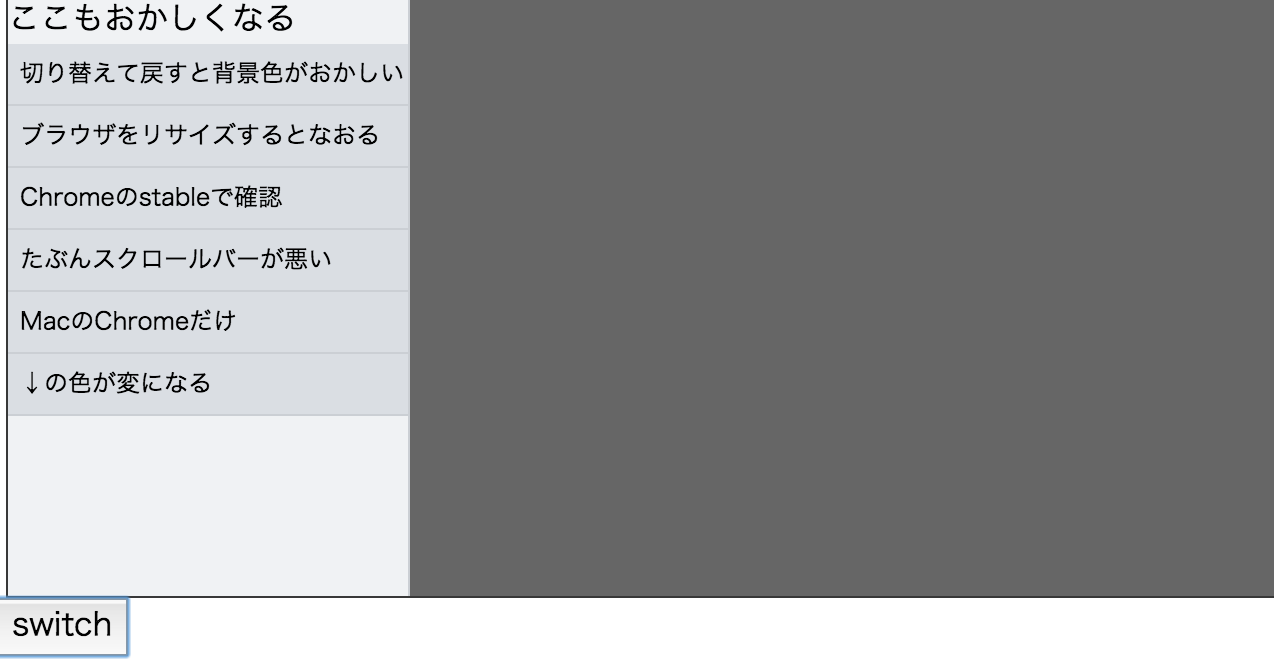 ここもおかしくなる
切り替えて戻すと背景色がおかしい
ブラウザをリサイズするとなおる
Chromeのstableで確認
たぶんスクロールバーが悪い
MacのChromeだけ
↓の色が変になる
switch